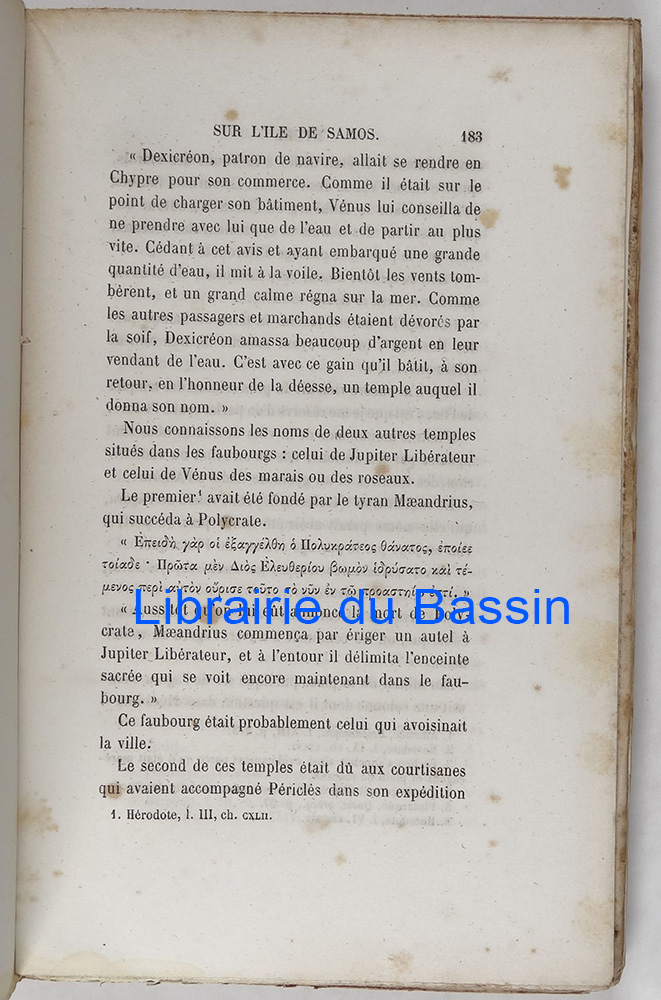 SUR L'ILE DE SAMOS. 183
« Dexicréon, patron de navire, allait se rendre en
Chypre pour son commerce. Comme il était sur le
point de charger son bâtiment, Vénus lui conseilla de
ne prendre avec lui que de l'eau et de partir au plus
vite. Cédant à cet avis et ayant embarqué une grande
quantité d'eau, il mit à la voile. Bientôt les vents tom-
bèrent, et un grand calme régna sur la mer. Comme
les autres passagers et marchands étaient dévorés par
la soif, Dexicréon amassa beaucoup d'argent en leur
vendant de l'eau. C'est avec ce gain qu'il bâtit, à son
retour, en l'honneur de la déesse, un temple auquel il
donna son nom. »
Nous connaissons les noms de deux autres temples
situés dans les faubourgs : celui de Jupiter Libérateur
et celui de Vénus des marais ou des roseaux.
Le premier¹ avait été fondé par le tyran Mæandrius,
qui succéda à Polycrate.
« Ἐπειδὴ γάρ οἱ ἐξαγγέλθη ὁ Πολυκράτεος θάνατος, ἐποίεε
τοιάδε · Πρῶτα μὲν Διὸς Ἐλευθερίου βωμὸν ἱδρύσατο καὶ τέ-
μενος περὶ αὐτὸν οὔρισε τοῦτο τὸ νῦν ἐν τῷ προαστηίῳ ἐστί. »
« Aussitôt qu'on lui eût annoncé la mort de Poly-
crate, Mæandrius commença par ériger un autel à
Jupiter Libérateur, et à l'entour il délimita l'enceinte
sacrée qui se voit encore maintenant dans le fau-
bourg. »
Ce faubourg était probablement celui qui avoisinait
la ville.
Le second de ces temples était dû aux courtisanes
qui avaient accompagné Périclès dans son expédition
1. Hérodote, l. III, ch. CXLII.
Librairie du Bassin